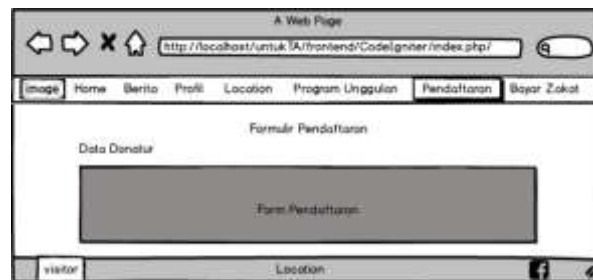 A Web Page
http://localhost/untukTA/frontend/CodeIgniter/index.php/
image Home Berita Profil Location Program Unggulan Pendaftaran Bayar Zakat
Formulir Pendaftaran
Data Donatur
Form Pendaftaran
visitor Location